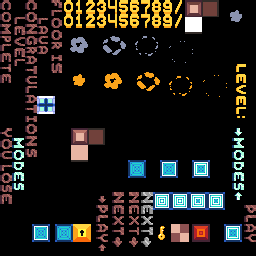 0123456789/
0123456789/
FLOOR IS
LAVA
CONGRATULATIONS
LEVEL
COMPLETE
YOU LOSE
MODES
LEVEL:
↓MODES↑
↑PLAY↓
NEXT↓
NEXT↓
NEXT↓
PLAY